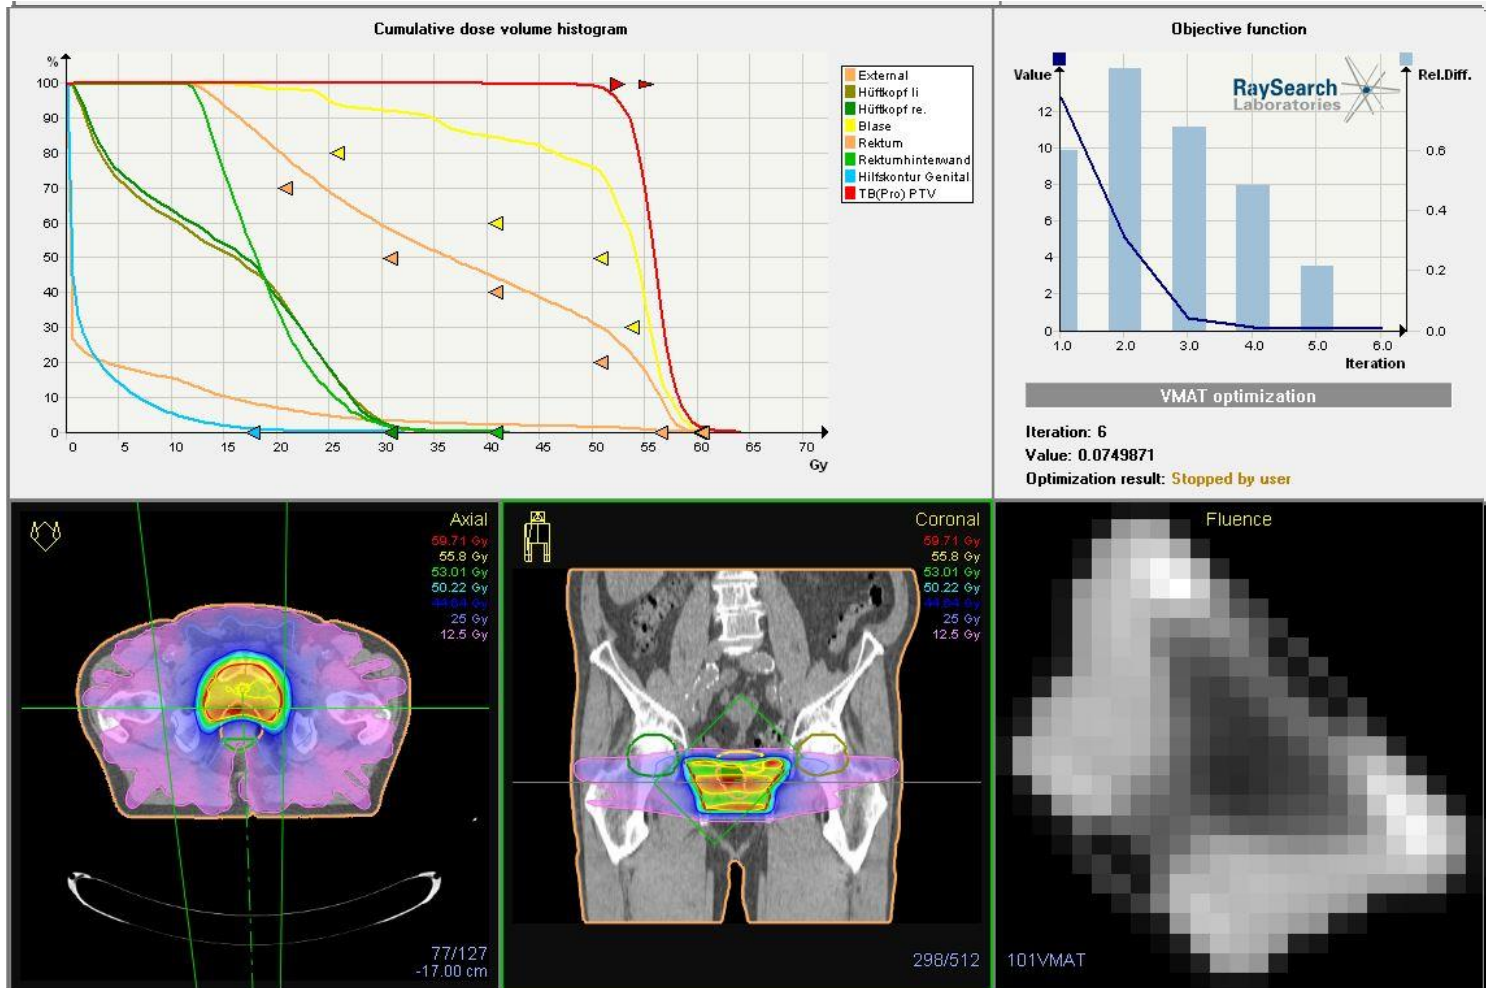 Cumulative dose volume histogram
%
100
90
80
70
60
50
40
30
20
10
0
0 5 10 15 20 25 30 35 40 45 50 55 60 65 70
Gy
External
Hüftkopf li
Hüftkopf re.
Blase
Rektum
Rektumhinterwand
Hilfskontur Genital
TB(Pro) PTV
Objective function
Value
Rel.Diff.
RaySearch
Laboratories
12
10
8
6
4
2
0
0.6
0.4
0.2
0.0
1.0 2.0 3.0 4.0 5.0 6.0
Iteration
VMAT optimization
Iteration: 6
Value: 0.0749871
Optimization result: Stopped by user
Axial
59.71 Gy
55.8 Gy
53.01 Gy
50.22 Gy
44.64 Gy
25 Gy
12.5 Gy
77/127
-17.00 cm
Coronal
59.71 Gy
55.8 Gy
53.01 Gy
50.22 Gy
44.64 Gy
25 Gy
12.5 Gy
298/512
Fluence
101VMAT